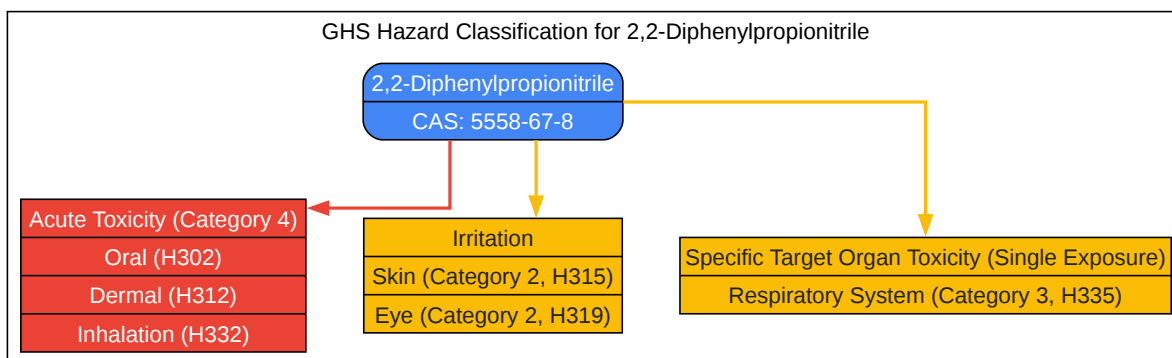 GHS Hazard Classification for 2,2-Diphenylpropionitrile
2,2-Diphenylpropionitrile
CAS: 5558-67-8
Acute Toxicity (Category 4)
Oral (H302)
Dermal (H312)
Inhalation (H332)
Irritation
Skin (Category 2, H315)
Eye (Category 2, H319)
Specific Target Organ Toxicity (Single Exposure)
Respiratory System (Category 3, H335)